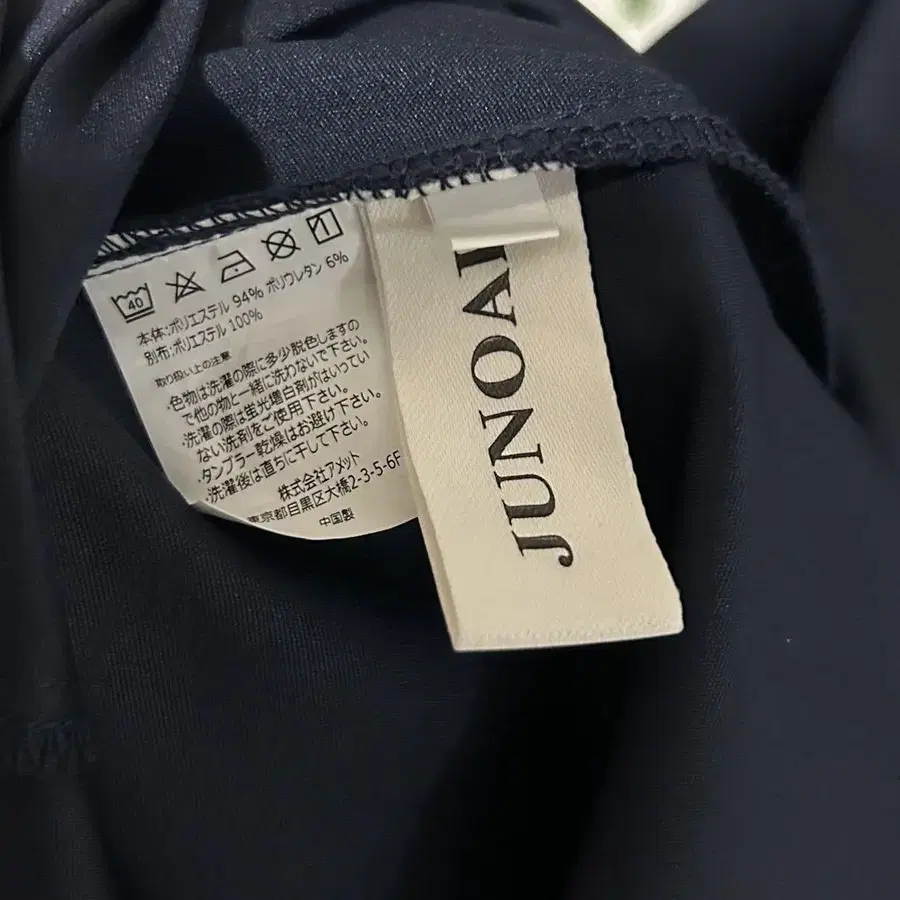 40
本体:ポリエステル 94% ポリウレタン 6%
別布:ポリエステル 100%
取り扱い上の注意
・色物は洗濯の際に多少脱色しますの
で他の物と一緒に洗わないで下さい。
・洗濯の際は蛍光増白剤がはいってい
ない洗剤をご使用下さい。
・タンブラー乾燥はお避け下さい。
・洗濯後は直ちに干して下さい。
株式会社アメット
東京都目黒区大橋2-3-5-6F
中国製
JUNOA